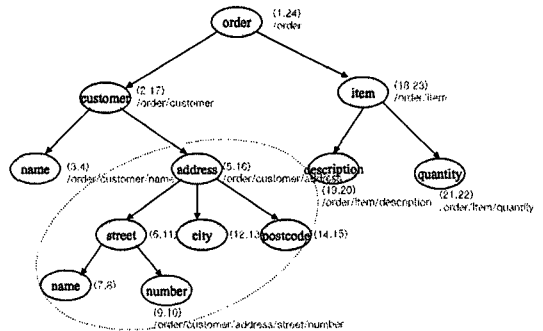 order
(1,24)
/order
customer
(2,17)
/order/customer
item
(18,23)
/order/item
name
(3,4)
/order/customer/name
address
(5,16)
/order/customer/address
description
(19,20)
/order/item/description
quantity
(21,22)
/order/item/quantity
street
(6,11)
city
(12,13
postcode
(14,15)
name
(7,8)
number
(9,10)
/order/customer/address/street/number